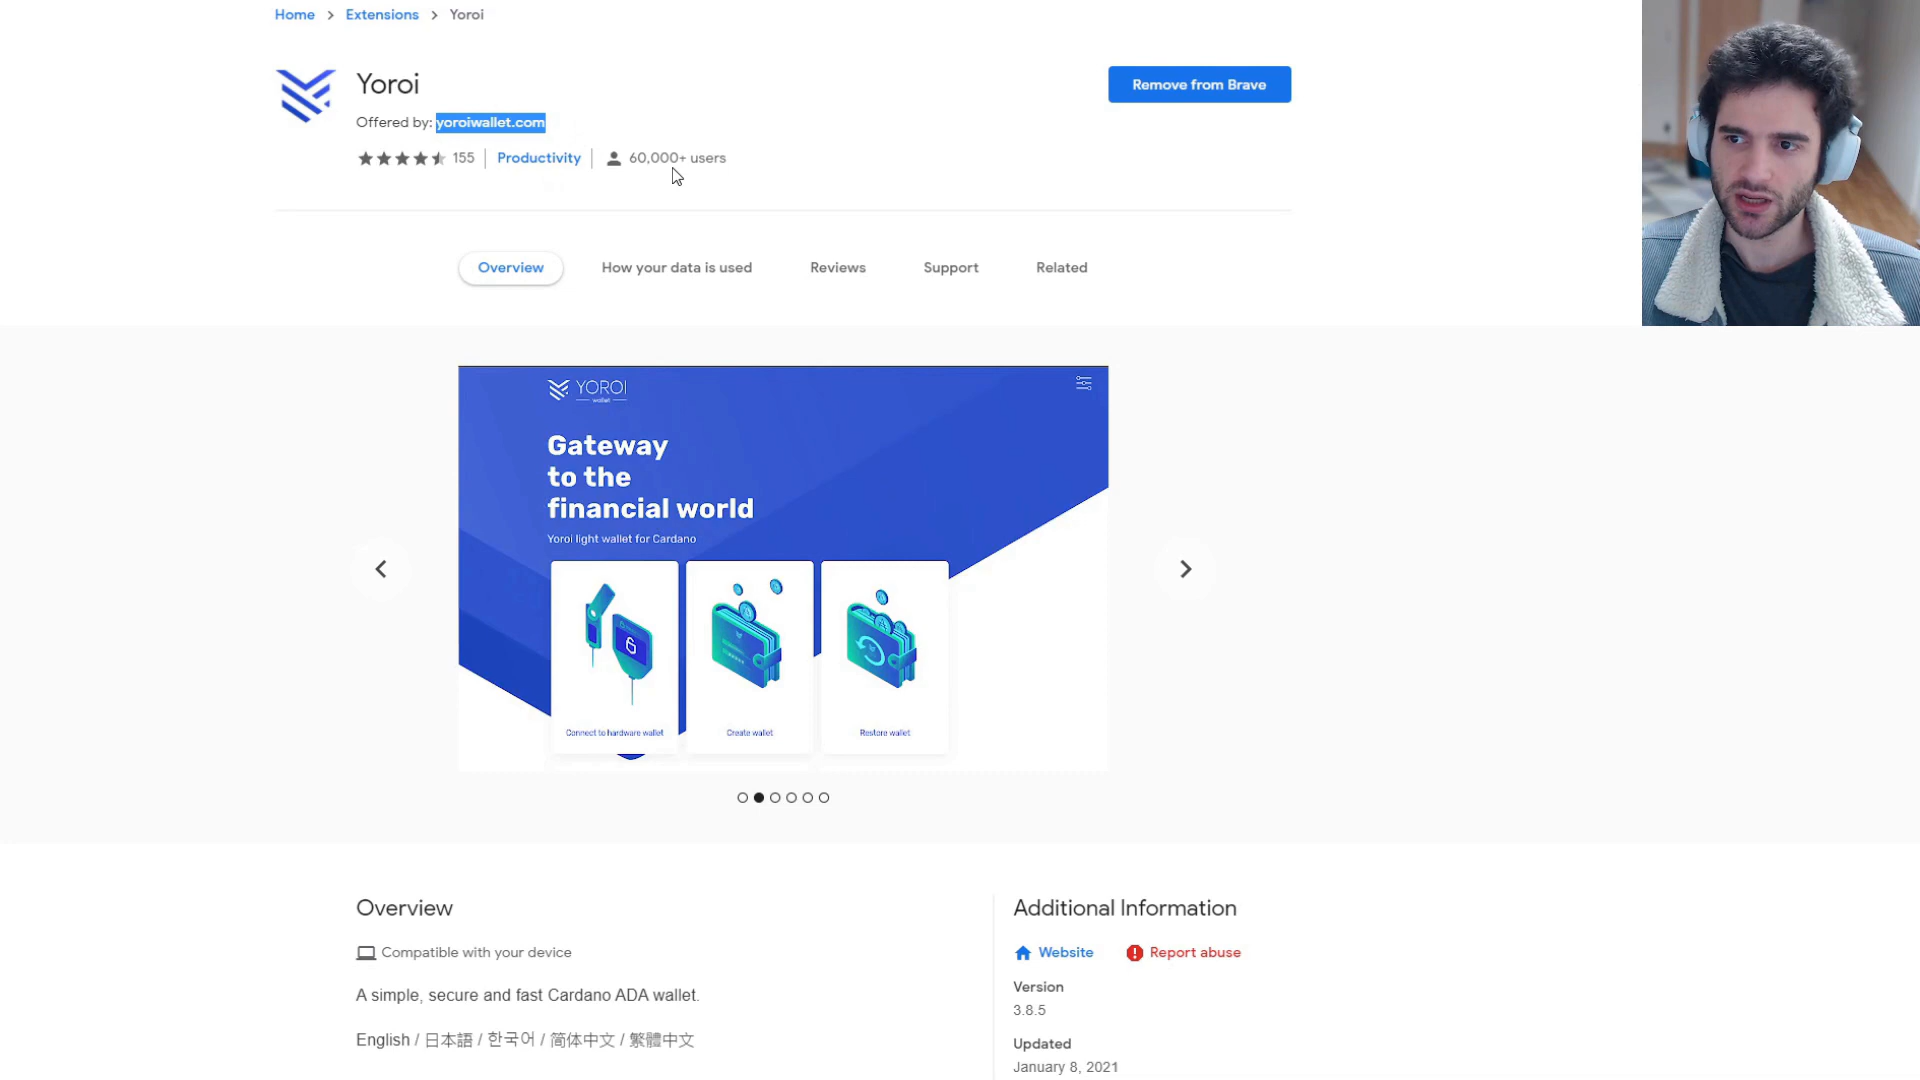 Home > Extensions > Yoroi
Yoroi
Remove from Brave
Offered by: yoroiwallet.com
155 Productivity 60,000+ users
Overview How your data is used Reviews Support Related
YOROI
wallet
Gateway
to the
financial world
Yoroi light wallet for Cardano
6
Connect to hardware wallet Create wallet Restore wallet
Overview
Compatible with your device
A simple, secure and fast Cardano ADA wallet.
English / 日本語 / 한국어 / 简体中文 / 繁體中文
Additional Information
Website Report abuse
Version
3.8.5
Updated
January 8, 2021